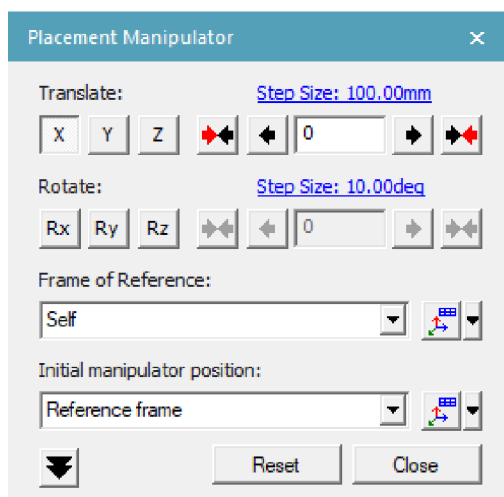 Placement Manipulator
Translate: Step Size: 100.00mm
X Y Z 0
Rotate: Step Size: 10.00deg
Rx Ry Rz 0
Frame of Reference:
Self
Initial manipulator position:
Reference frame
Reset Close